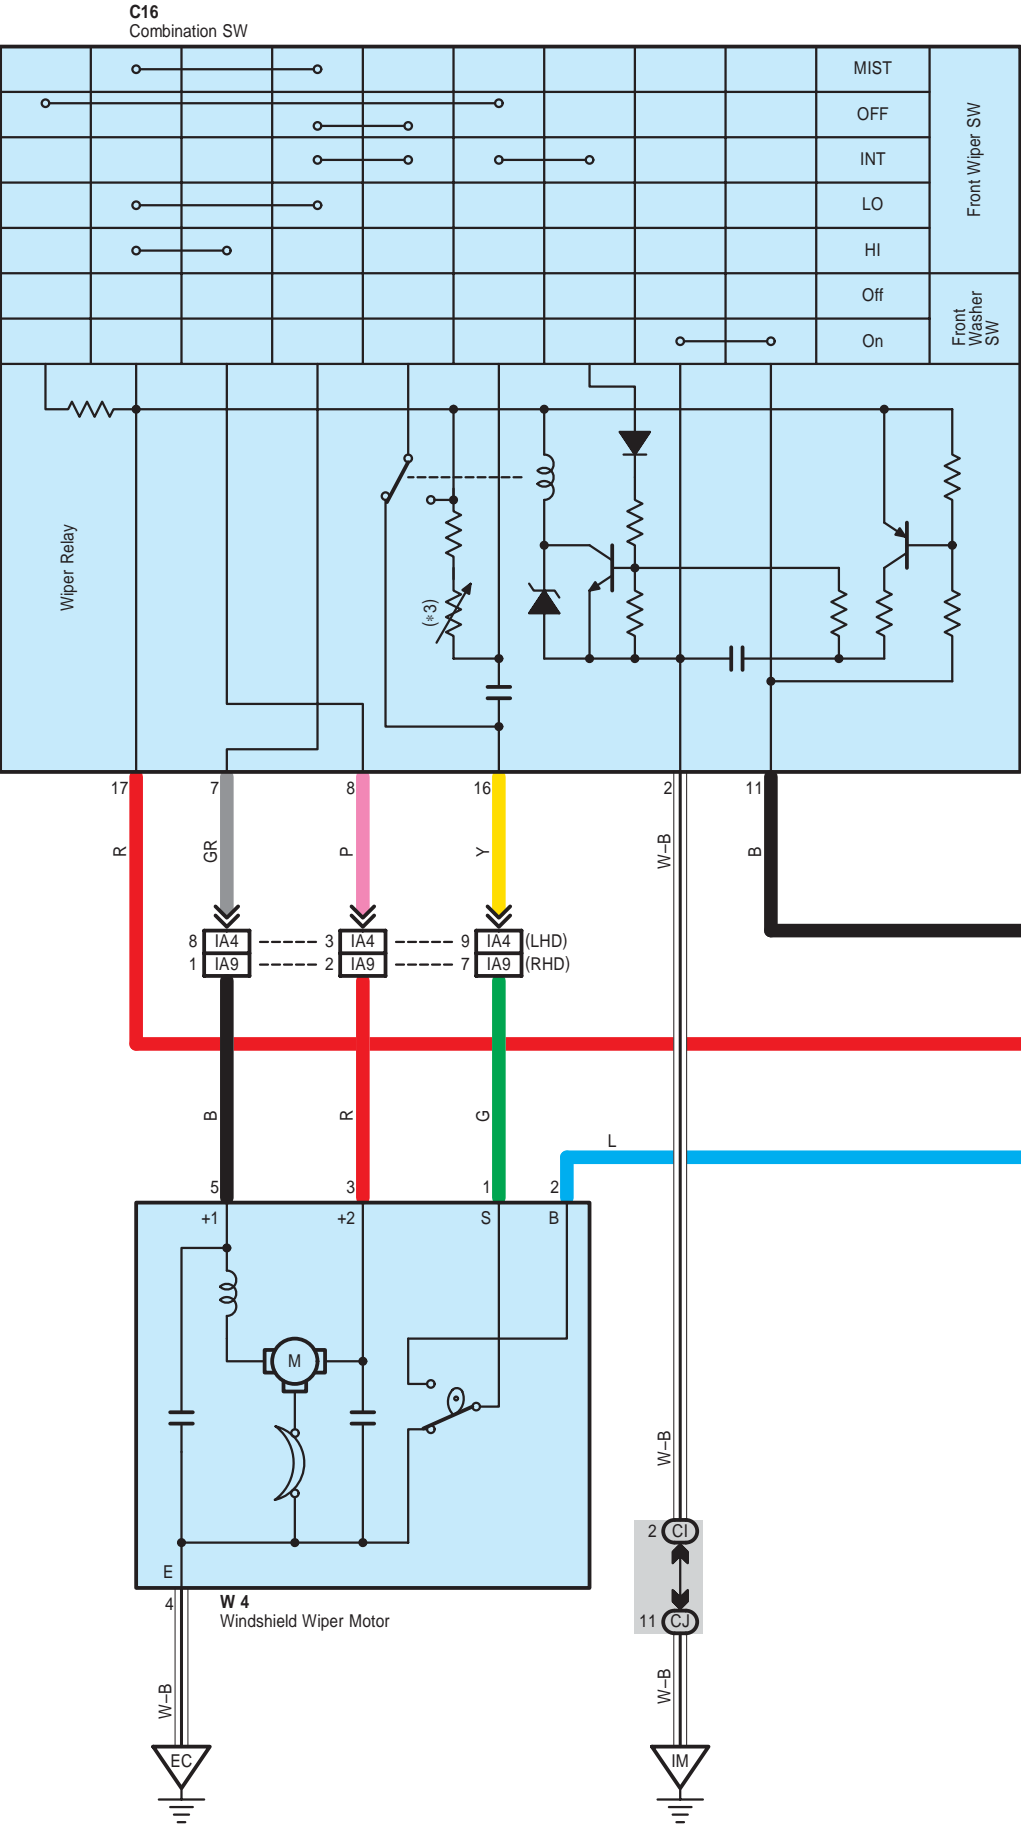 C16
Combination SW
MIST
OFF
INT
LO
HI
Front Wiper SW
Off
On
Front
Washer
SW
Wiper Relay
(*3)
17 7 8 16 2 11
R GR P Y W–B B
8 IA4 3 IA4 9 IA4 (LHD)
1 IA9 2 IA9 7 IA9 (RHD)
B R G
L
5 3 1 2
+1 +2 S B
M
W–B
2 CI
E
4
W 4
Windshield Wiper Motor
11 CJ
W–B W–B
EC IM